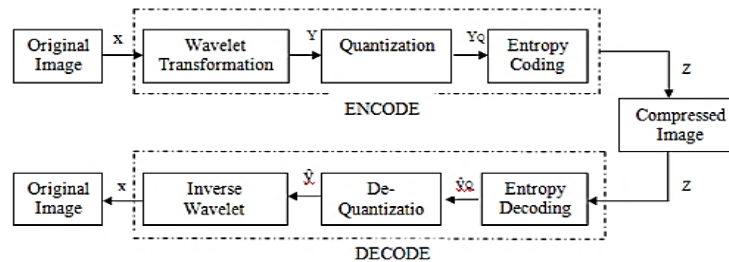 Original
Image
X
Wavelet
Transformation
Y
Quantization
YQ
Entropy
Coding
Z
ENCODE
Compressed
Image
Original
Image
x
Inverse
Wavelet
ŷ
De-
Quantizatio
ŷQ
Entropy
Decoding
Z
DECODE